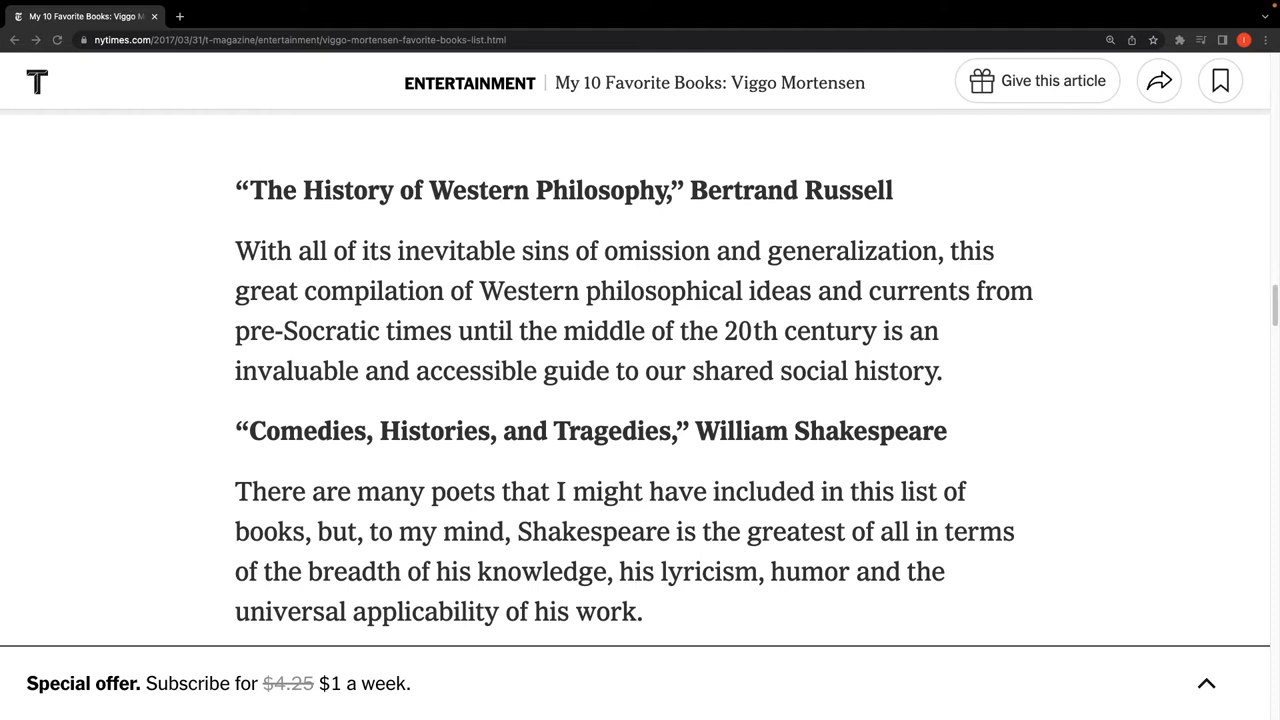 My 10 Favorite Books: Viggo M
nytimes.com/2017/03/31/t-magazine/entertainment/viggo-mortensen-favorite-books-list.html
T
ENTERTAINMENT | My 10 Favorite Books: Viggo Mortensen
Give this article
“The History of Western Philosophy,” Bertrand Russell
With all of its inevitable sins of omission and generalization, this
great compilation of Western philosophical ideas and currents from
pre-Socratic times until the middle of the 20th century is an
invaluable and accessible guide to our shared social history.
“Comedies, Histories, and Tragedies,” William Shakespeare
There are many poets that I might have included in this list of
books, but, to my mind, Shakespeare is the greatest of all in terms
of the breadth of his knowledge, his lyricism, humor and the
universal applicability of his work.
Special offer. Subscribe for $4.25 $1 a week.